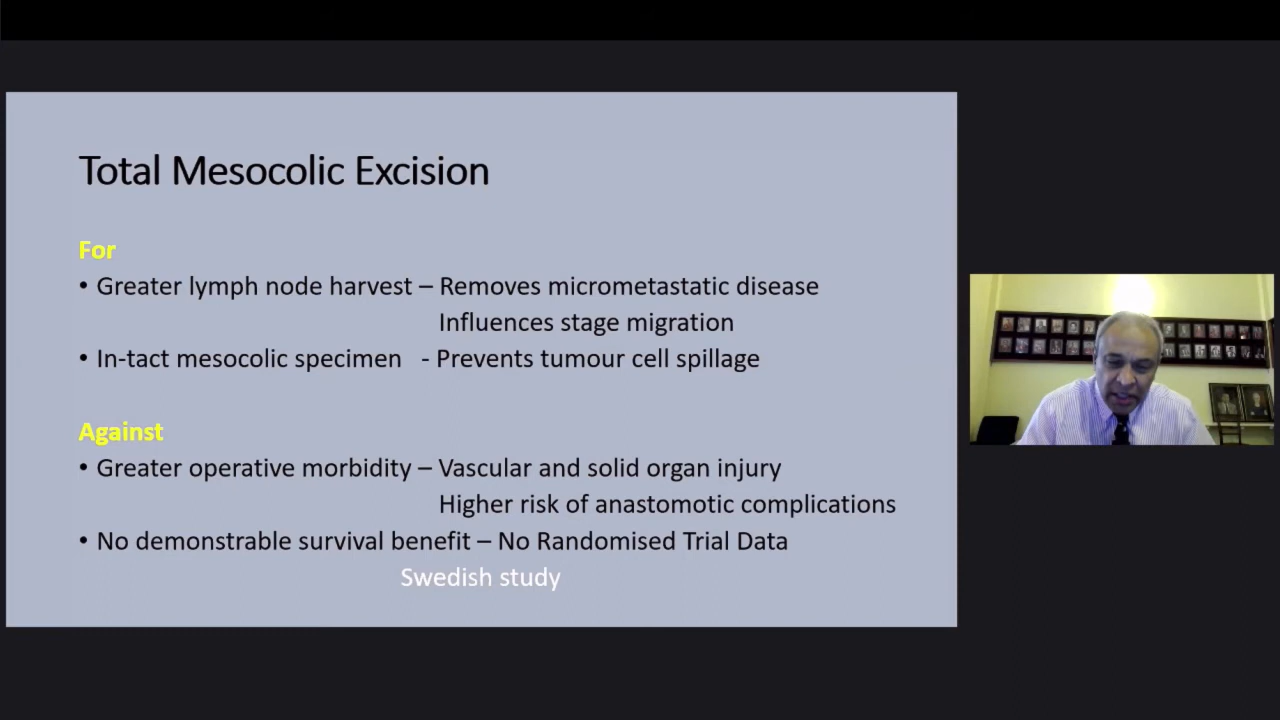 Total Mesocolic Excision
For
• Greater lymph node harvest – Removes micrometastatic disease
Influences stage migration
• In-tact mesocolic specimen - Prevents tumour cell spillage
Against
• Greater operative morbidity – Vascular and solid organ injury
Higher risk of anastomotic complications
• No demonstrable survival benefit – No Randomised Trial Data
Swedish study